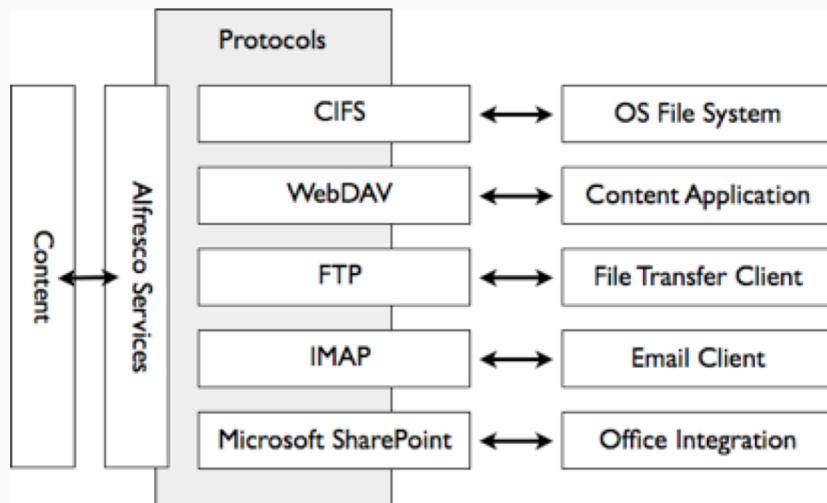 Protocols
Content
Alfresco Services
CIFS
OS File System
WebDAV
Content Application
FTP
File Transfer Client
IMAP
Email Client
Microsoft SharePoint
Office Integration